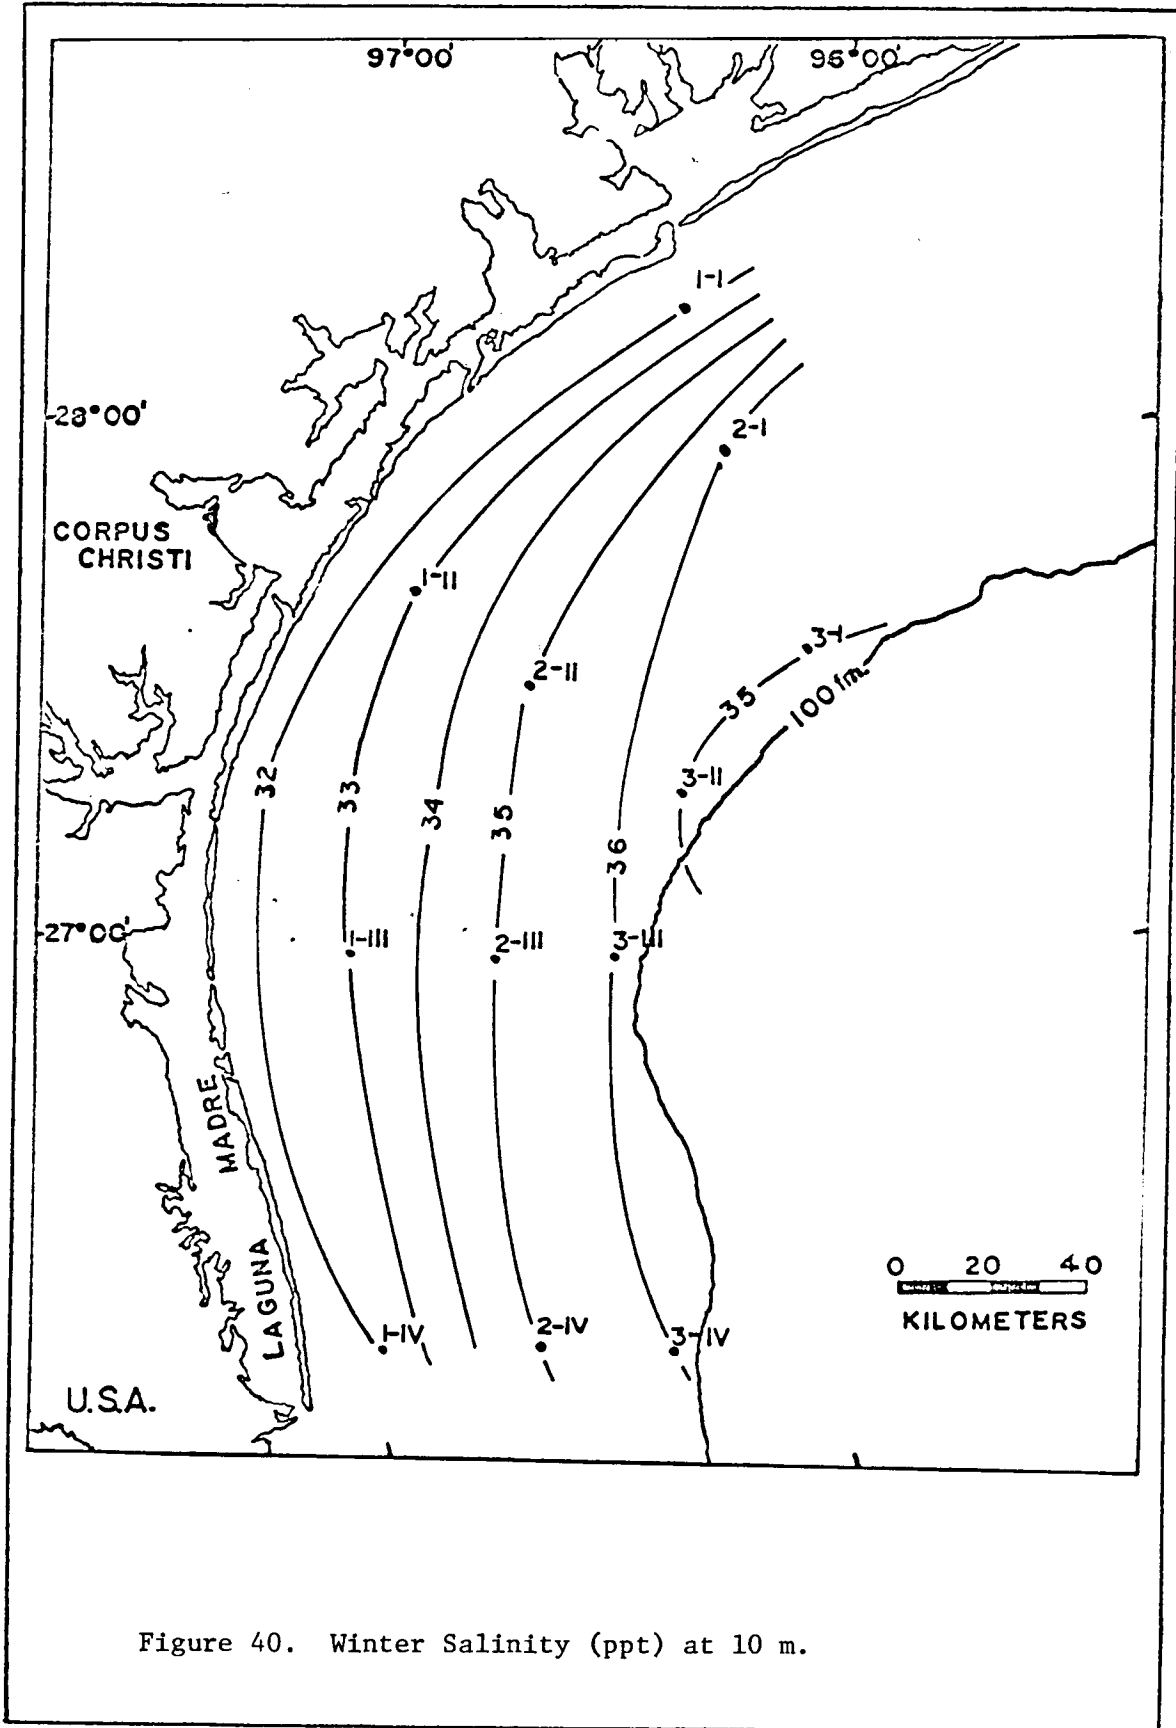 97°00'
96°00'
1-I
28°00'
2-I
CORPUS
CHRISTI
1-II
3-I
2-II
35
100 fm.
32
33
3-II
34
35
36
27°00'
1-III
2-III
3-III
MADRE
LAGUNA
0 20 40
KILOMETERS
1-IV
2-IV
3-IV
U.S.A.
Figure 40. Winter Salinity (ppt) at 10 m.